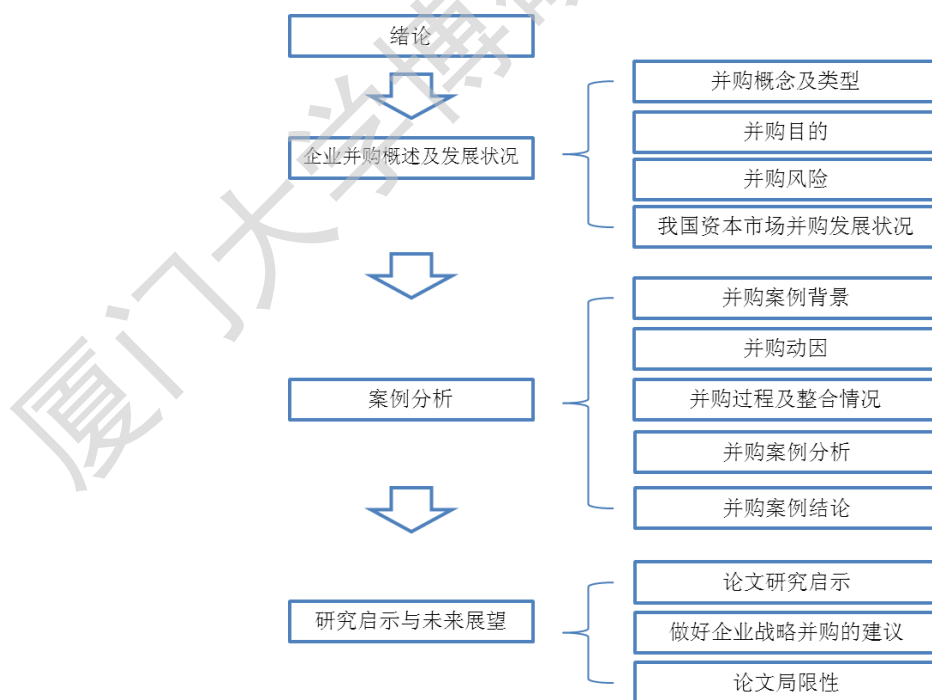 绪论
企业并购概述及发展状况
并购概念及类型
并购目的
并购风险
我国资本市场并购发展状况
案例分析
并购案例背景
并购动因
并购过程及整合情况
并购案例分析
并购案例结论
研究启示与未来展望
论文研究启示
做好企业战略并购的建议
论文局限性
厦门大学博